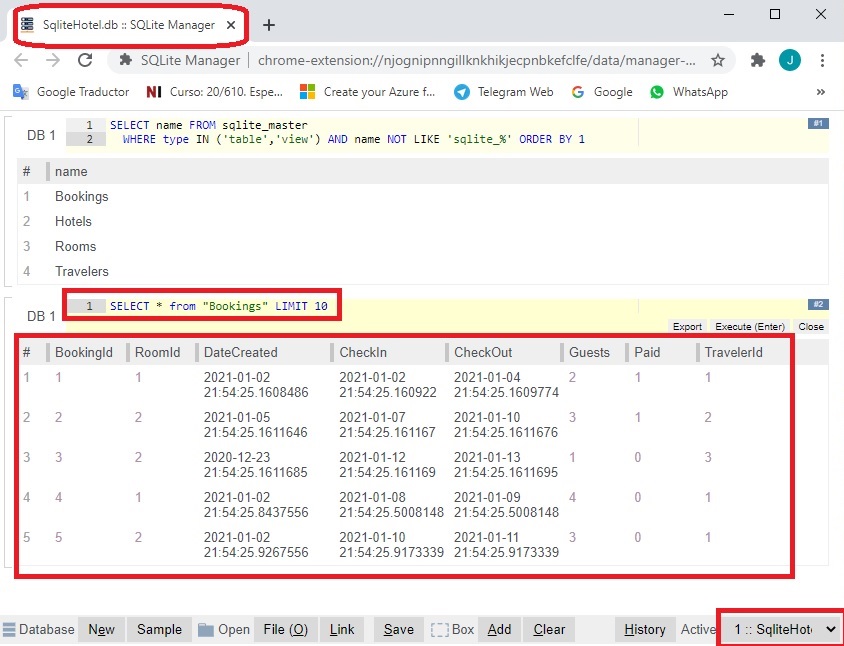 SqliteHotel.db :: SQLite Manager
SQLite Manager
chrome-extension://njognipnngillknkhikjecpnbkefclfe/data/manager-...
J
Google Traductor
NI Curso: 20/610. Espe...
Create your Azure f...
Telegram Web
G Google
WhatsApp
»
DB 1
#1
1 SELECT name FROM sqlite_master
2 WHERE type IN ('table','view') AND name NOT LIKE 'sqlite_%' ORDER BY 1
# name
1 Bookings
2 Hotels
3 Rooms
4 Travelers
DB 1
#2
1 SELECT * from "Bookings" LIMIT 10
Export Execute (Enter) Close
# BookingId RoomId DateCreated CheckIn CheckOut Guests Paid TravelerId
1 1 1 2021-01-02 2021-01-02 2021-01-04 2 1 1
21:54:25.1608486 21:54:25.160922 21:54:25.1609774
2 2 2 2021-01-05 2021-01-07 2021-01-10 3 1 2
21:54:25.1611646 21:54:25.161167 21:54:25.1611676
3 3 2 2020-12-23 2021-01-12 2021-01-13 1 0 3
21:54:25.1611685 21:54:25.161169 21:54:25.1611695
4 4 1 2021-01-02 2021-01-08 2021-01-09 4 0 1
21:54:25.8437556 21:54:25.5008148 21:54:25.5008148
5 5 2 2021-01-02 2021-01-10 2021-01-11 3 0 1
21:54:25.9267556 21:54:25.9173339 21:54:25.9173339
Database New Sample Open File (O) Link Save Box Add Clear History Active 1 :: SqliteHote